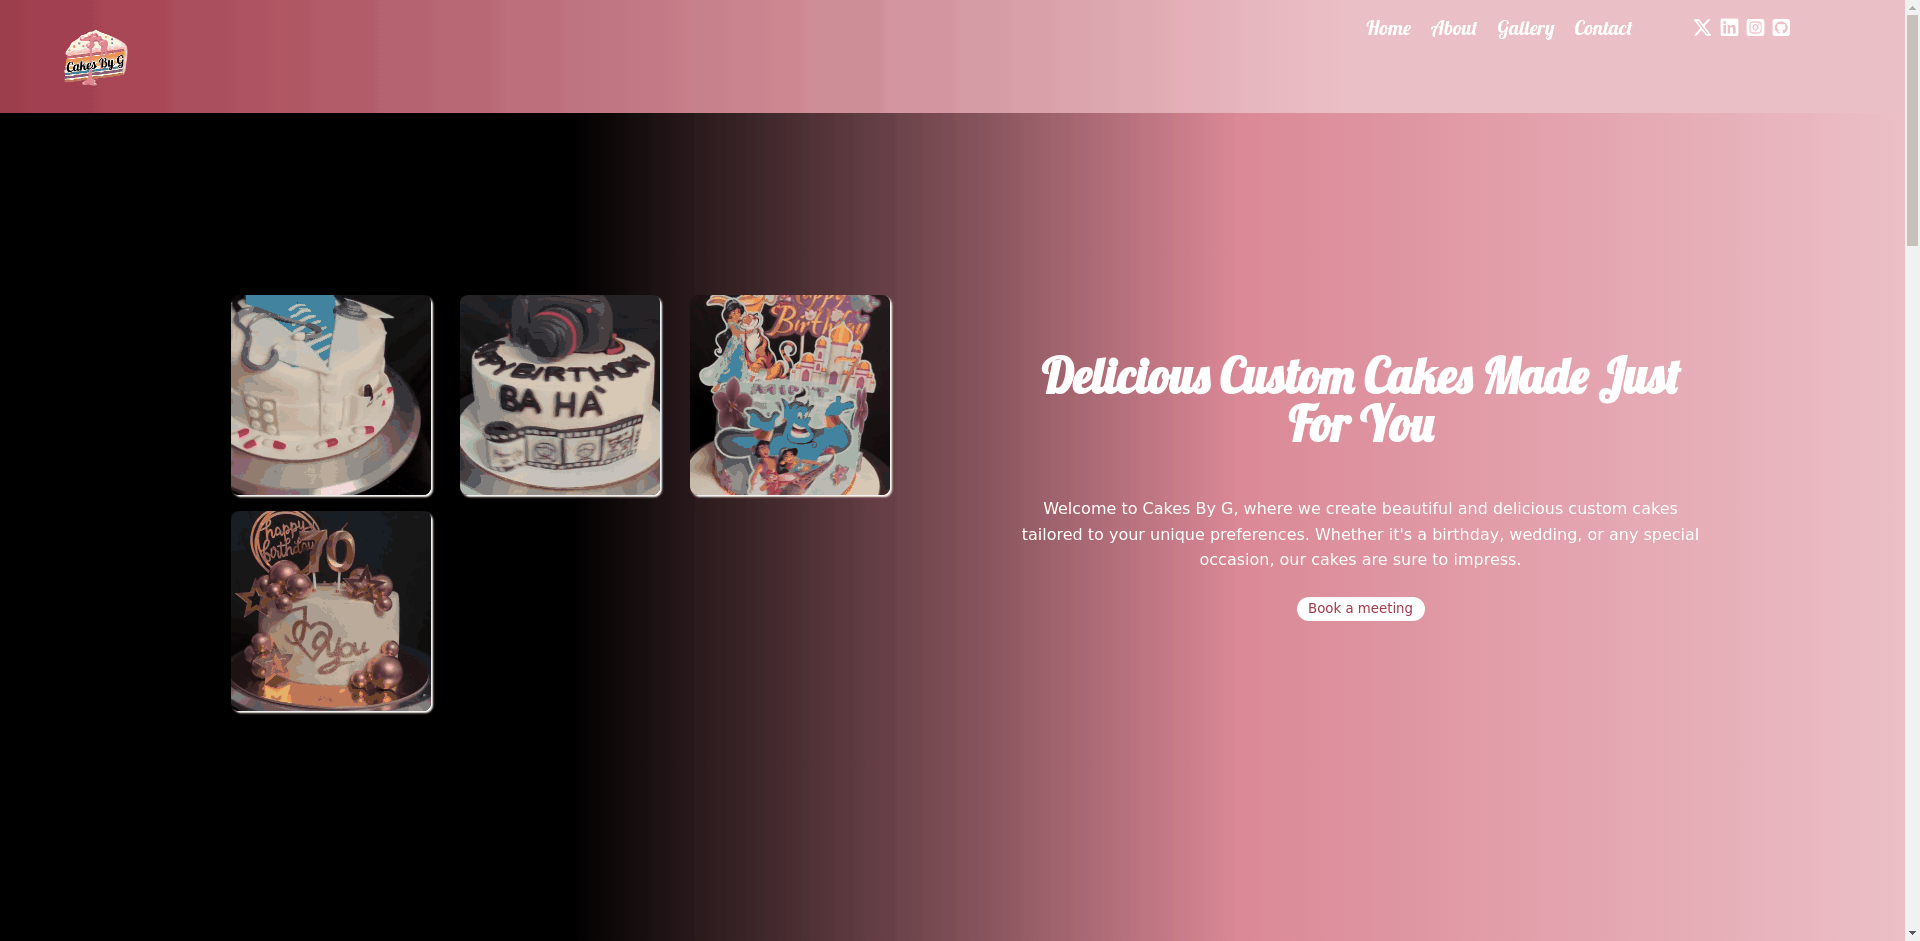 Cakes By G
Home About Gallery Contact
Happy
Birthday
BIRTHDAY
BA HÀ
happy
birthday
70
I
You
Delicious Custom Cakes Made Just
For You
Welcome to Cakes By G, where we create beautiful and delicious custom cakes
tailored to your unique preferences. Whether it's a birthday, wedding, or any special
occasion, our cakes are sure to impress.
Book a meeting